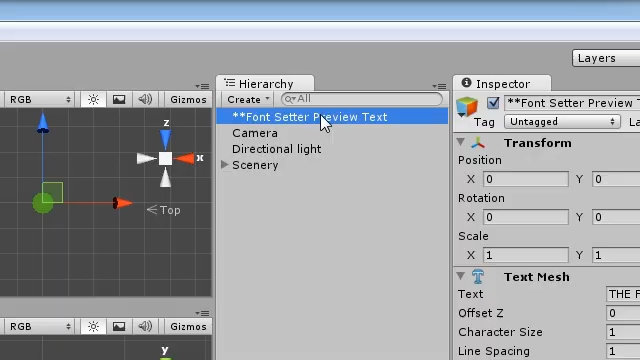 Layers
Hierarchy
Inspector
RGB
Gizmos
Create
All
**Font Setter Preview T
Tag
Untagged
**Font Setter Preview Text
Camera
Directional light
Scenery
z
x
Top
Transform
Position
X 0 Y 0
Rotation
X 0 Y 0
Scale
X 1 Y 1
Text Mesh
Text THE F
Offset Z 0
Character Size 1
Line Spacing 1
RGB
Gizmos
y